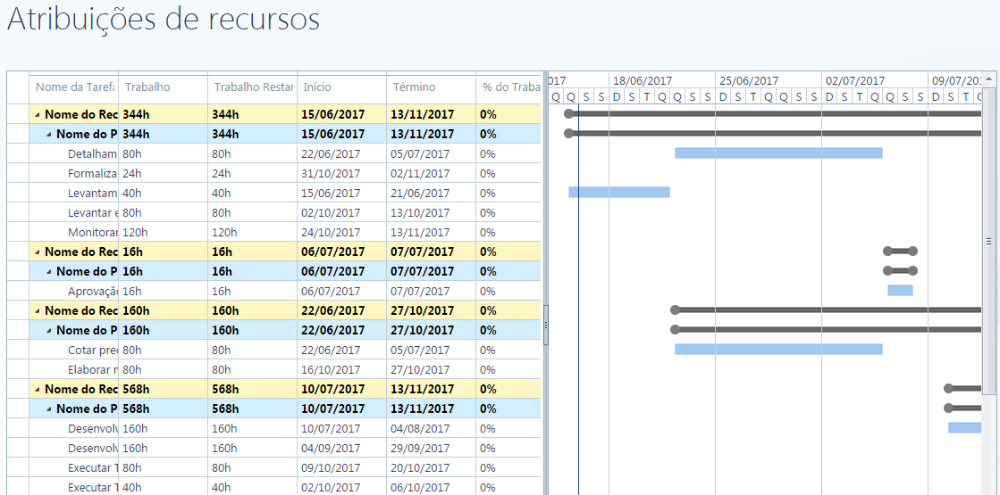 Atribuições de recursos
Nome da Tarefa Trabalho Trabalho Restar Início Término % do Traba
017 18/06/2017 25/06/2017 02/07/2017 09/07/201
Q Q S S D S T Q Q S S D S T Q Q S S D S T Q Q S S D S T Q
Nome do Rec 344h 344h 15/06/2017 13/11/2017 0%
Nome do P 344h 344h 15/06/2017 13/11/2017 0%
Detalham 80h 80h 22/06/2017 05/07/2017 0%
Formaliza 24h 24h 31/10/2017 02/11/2017 0%
Levantam 40h 40h 15/06/2017 21/06/2017 0%
Levantar e 80h 80h 02/10/2017 13/10/2017 0%
Monitorar 120h 120h 24/10/2017 13/11/2017 0%
Nome do Rec 16h 16h 06/07/2017 07/07/2017 0%
Nome do P 16h 16h 06/07/2017 07/07/2017 0%
Aprovação 16h 16h 06/07/2017 07/07/2017 0%
Nome do Rec 160h 160h 22/06/2017 27/10/2017 0%
Nome do P 160h 160h 22/06/2017 27/10/2017 0%
Cotar pre 80h 80h 22/06/2017 05/07/2017 0%
Elaborar 80h 80h 16/10/2017 27/10/2017 0%
Nome do Rec 568h 568h 10/07/2017 13/11/2017 0%
Nome do P 568h 568h 10/07/2017 13/11/2017 0%
Desenvolv 160h 160h 10/07/2017 04/08/2017 0%
Desenvolv 160h 160h 04/09/2017 29/09/2017 0%
Executar T 80h 80h 09/10/2017 20/10/2017 0%
Executar T 40h 40h 02/10/2017 06/10/2017 0%